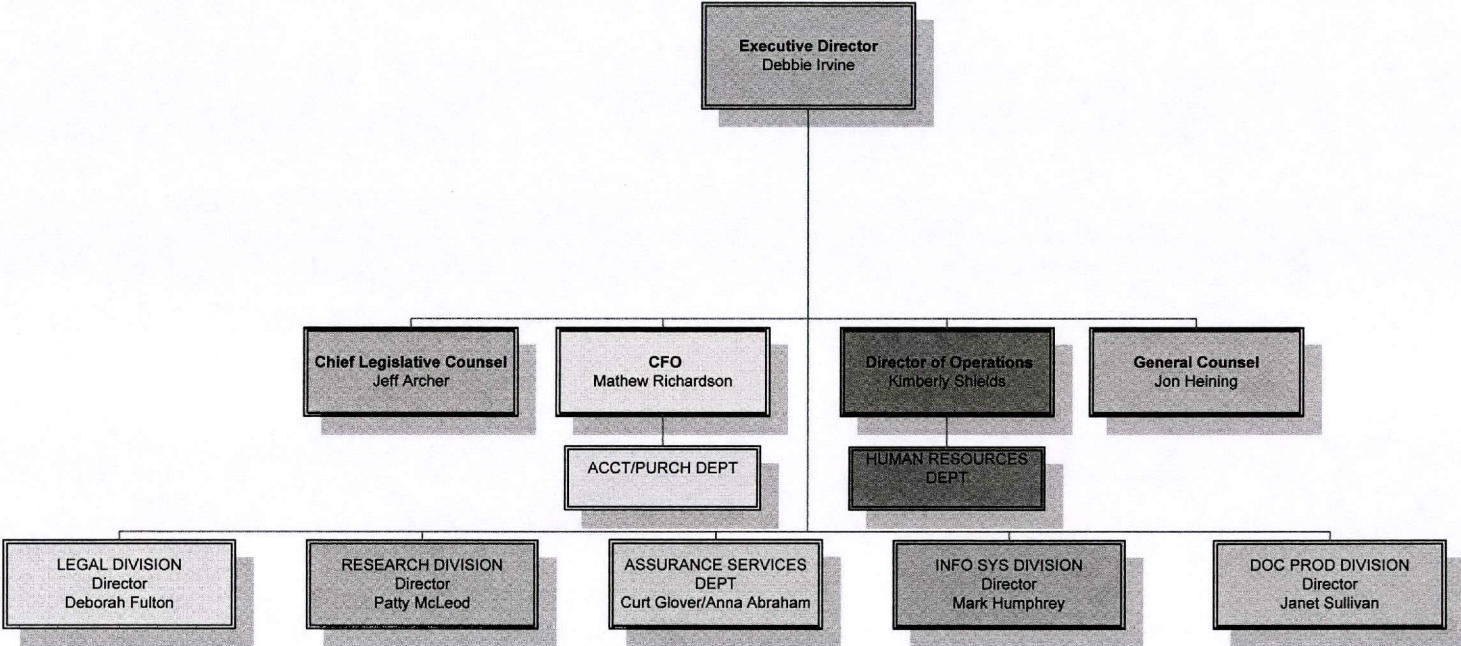 Executive Director
Debbie Irvine
Chief Legislative Counsel
Jeff Archer
CFO
Mathew Richardson
Director of Operations
Kimberly Shields
General Counsel
Jon Heining
ACCT/PURCH DEPT
HUMAN RESOURCES
DEPT
LEGAL DIVISION
Director
Deborah Fulton
RESEARCH DIVISION
Director
Patty McLeod
ASSURANCE SERVICES
DEPT
Curt Glover/Anna Abraham
INFO SYS DIVISION
Director
Mark Humphrey
DOC PROD DIVISION
Director
Janet Sullivan